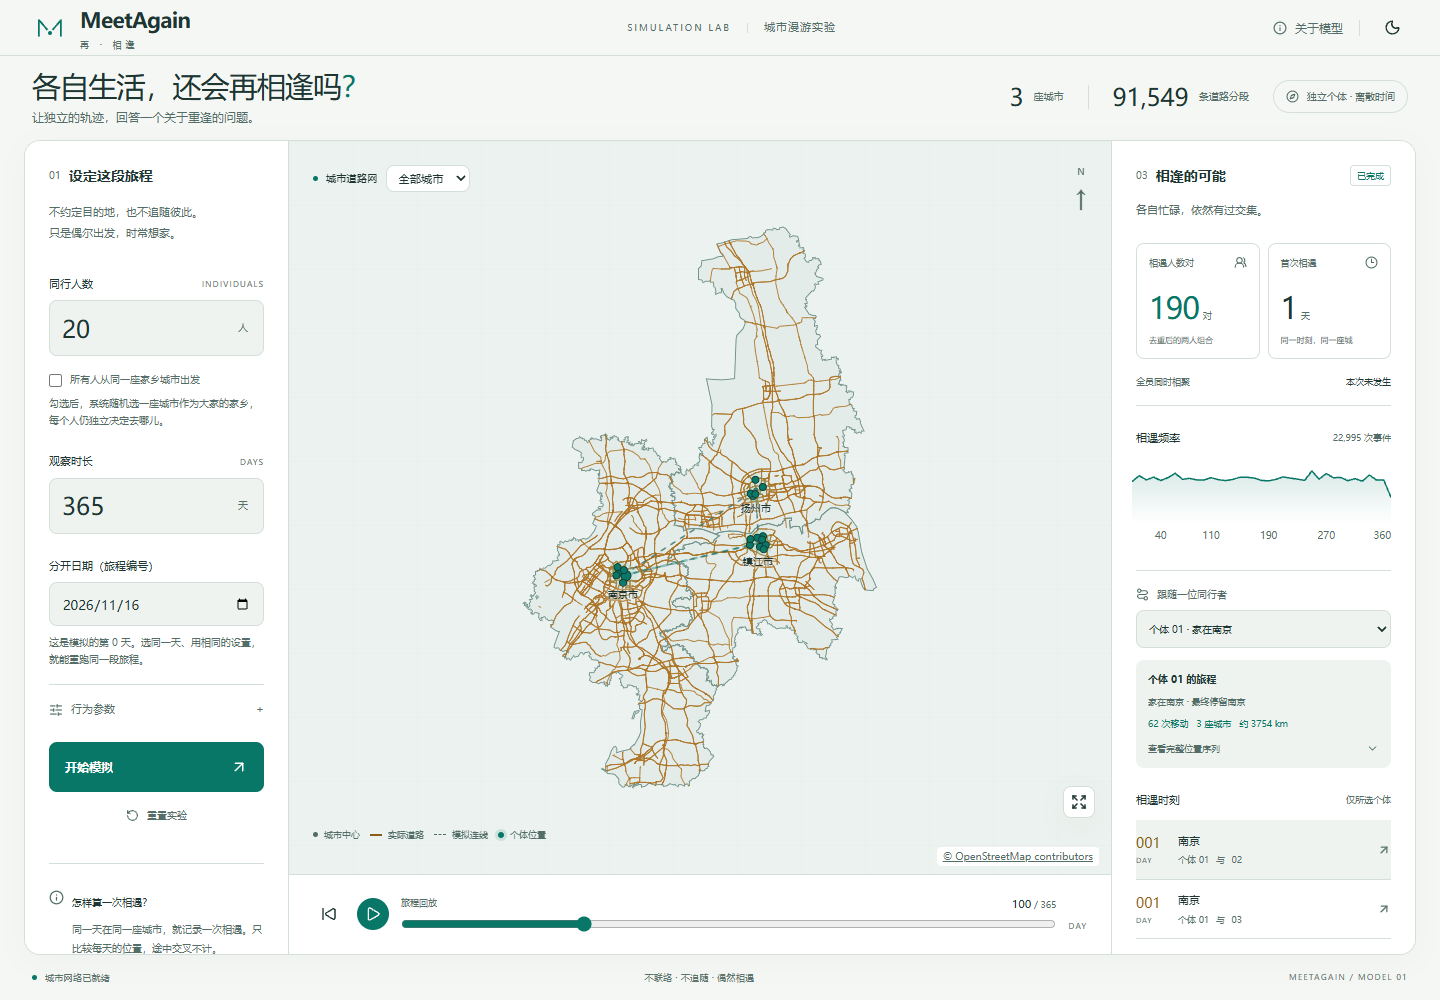 MeetAgain
再 · 相逢
SIMULATION LAB
城市漫游实验
关于模型
各自生活，还会再相逢吗？
让独立的轨迹，回答一个关于重逢的问题。
3 座城市
91,549 条道路分段
独立个体 · 离散时间
01 设定这段旅程
不约定目的地，也不追随彼此。
只是偶尔出发，时常想家。
同行人数 INDIVIDUALS
20 人
所有人从同一座家乡城市出发
勾选后，系统随机选一座城市作为大家的家乡，
每个人仍独立决定去哪儿。
观察时长 DAYS
365 天
分开日期（旅程编号）
2026/11/16
这是模拟的第 0 天。选同一天、用相同的设置，
就能重跑同一段旅程。
行为参数 +
开始模拟
重置实验
怎样算一次相遇？
同一天在同一座城市，就记录一次相遇。只
比较每天的位置，途中交叉不计。
城市道路网 全部城市
N
扬州市
镇江市
南京市
城市中心 实际道路 模拟连线 个体位置
© OpenStreetMap contributors
旅程回放
100 / 365
DAY
03 相逢的可能 已完成
各自忙碌，依然有过交集。
相遇人数对
190 对
去重后的两人组合
首次相遇
1 天
同一时刻，同一座城
全员同时相聚 本次未发生
相遇频率 22,995 次事件
40 110 190 270 360
跟随一位同行者
个体 01 · 家在南京
个体 01 的旅程
家在南京 · 最终停留南京
62 次移动 3 座城市 约 3754 km
查看完整位置序列
相遇时刻 仅所选个体
001 南京
DAY 个体 01 与 02
001 南京
DAY 个体 01 与 03
城市网络已就绪
不联络 · 不追随 · 偶然相遇
MEETAGAIN / MODEL 01